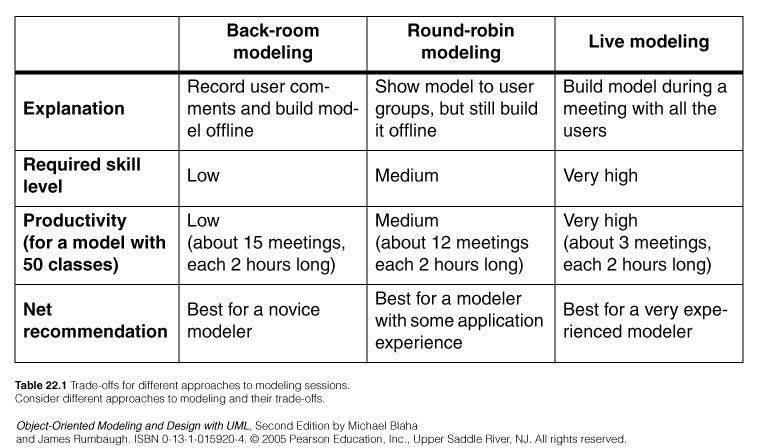 Back-room modeling
Round-robin modeling
Live modeling
Explanation
Record user com-
ments and build mod-
el offline
Show model to user
groups, but still build
it offline
Build model during a
meeting with all the
users
Required skill
level
Low
Medium
Very high
Productivity
(for a model with
50 classes)
Low
(about 15 meetings,
each 2 hours long)
Medium
(about 12 meetings
each 2 hours long)
Very high
(about 3 meetings,
each 2 hours long)
Net
recommendation
Best for a novice
modeler
Best for a modeler
with some application
experience
Best for a very expe-
rienced modeler
Table 22.1 Trade-offs for different approaches to modeling sessions.
Consider different approaches to modeling and their trade-offs.
Object-Oriented Modeling and Design with UML, Second Edition by Michael Blaha
and James Rumbaugh. ISBN 0-13-1-015920-4. © 2005 Pearson Education, Inc., Upper Saddle River, NJ. All rights reserved.